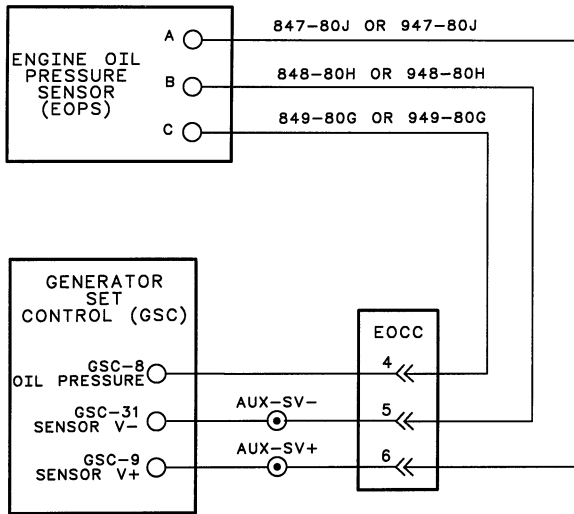 A
847-80J OR 947-80J
ENGINE OIL
PRESSURE
SENSOR
(EOPS)
B
848-80H OR 948-80H
C
849-80G OR 949-80G
GENERATOR
SET
CONTROL (GSC)
EOCC
GSC-8
OIL PRESSURE
4
GSC-31
SENSOR V-
AUX-SV-
5
GSC-9
SENSOR V+
AUX-SV+
6